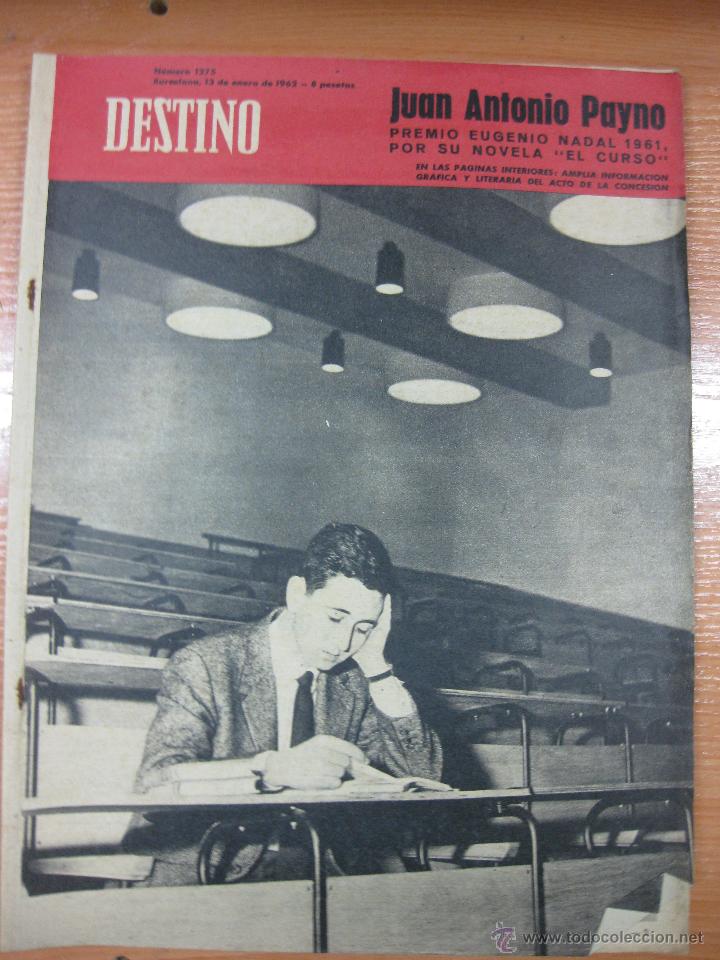 Número 1275
Barcelona, 13 de enero de 1962 - 8 pesetas
DESTINO
Juan Antonio Payno
PREMIO EUGENIO NADAL 1961,
POR SU NOVELA "EL CURSO"
EN LAS PAGINAS INTERIORES: AMPLIA INFORMACION
GRAFICA Y LITERARIA DEL ACTO DE LA CONCESION
© todocoleccion.net